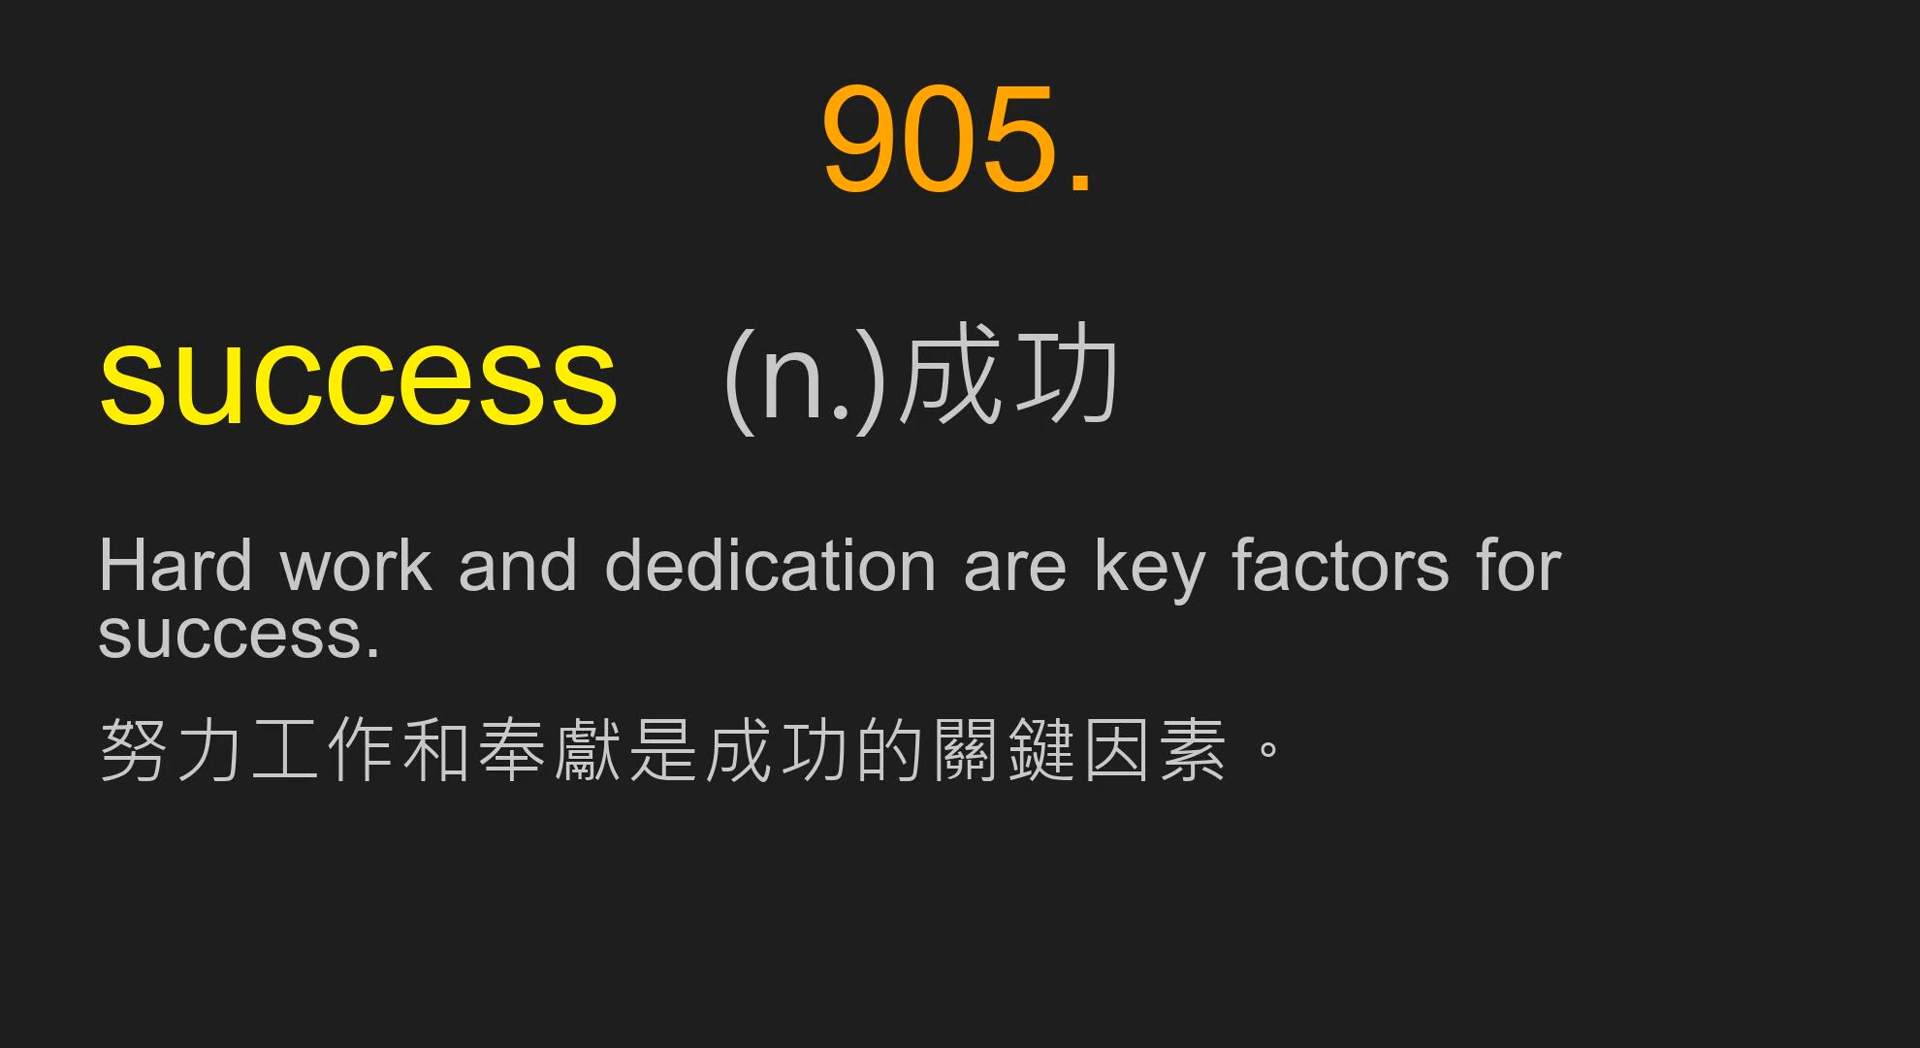 905.
success (n.)成功
Hard work and dedication are key factors for
success.
努力工作和奉獻是成功的關鍵因素。